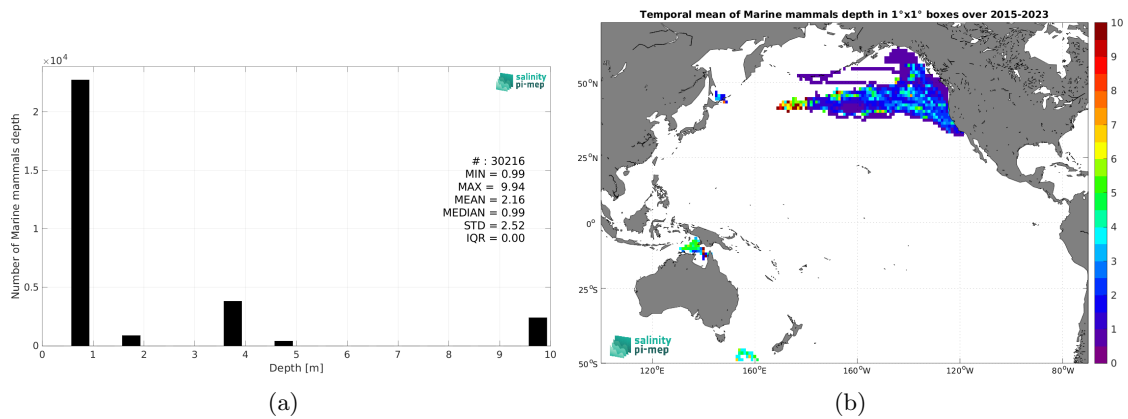 ×10⁴
2
1.5
1
0.5
0
Number of Marine mammals depth
salinity
pi-mep
# : 30216
MIN = 0.99
MAX = 9.94
MEAN = 2.16
MEDIAN = 0.99
STD = 2.52
IQR = 0.00
0 1 2 3 4 5 6 7 8 9 10
Depth [m]
(a)
Temporal mean of Marine mammals depth in 1°x1° boxes over 2015-2023
50°N
25°N
0°
25°S
50°S
120°E 160°E 160°W 120°W 80°W
salinity
pi-mep
10
9
8
7
6
5
4
3
2
1
0
(b)